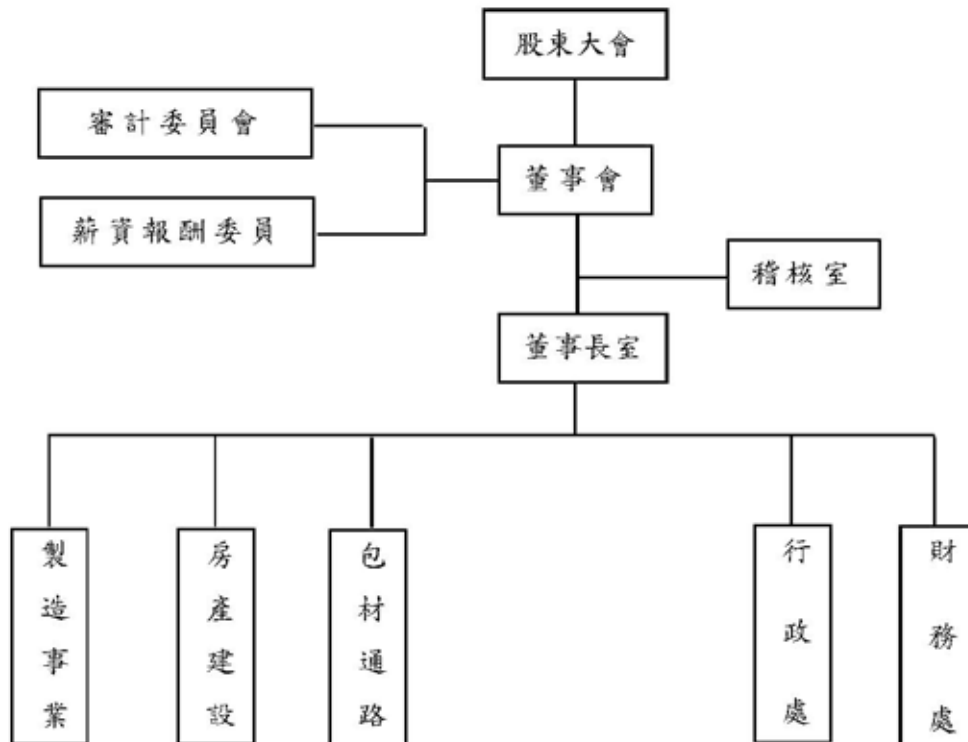 股東大會
審計委員會
董事會
薪資報酬委員
稽核室
董事長室
製造事業
房產建設
包材通路
行政處
財務處